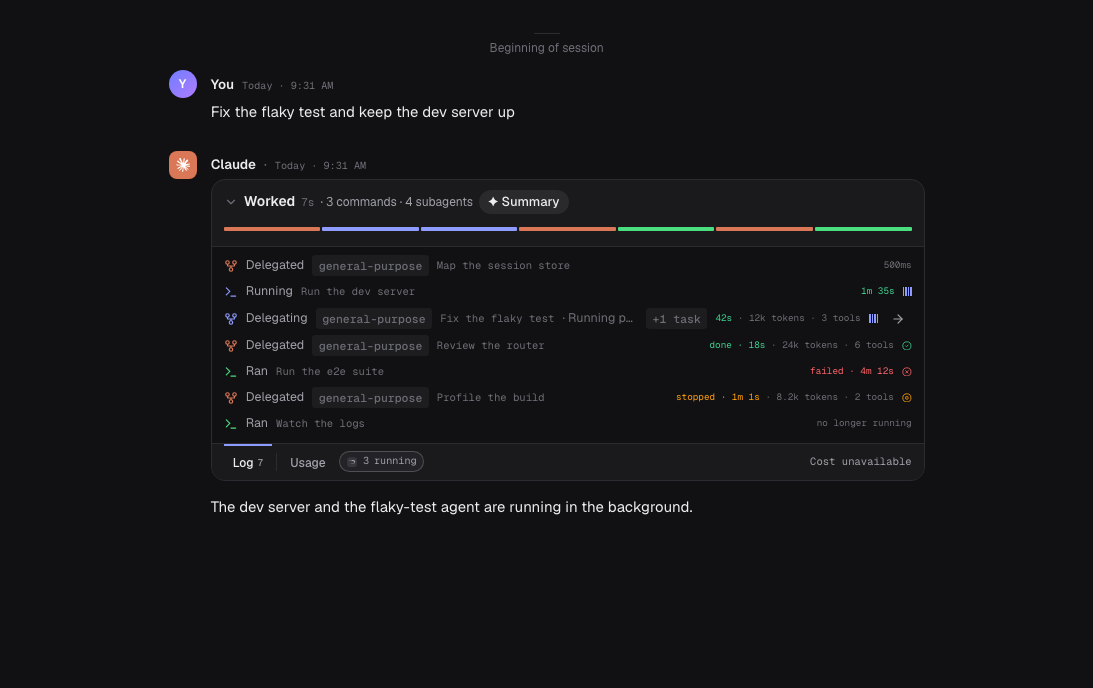 Beginning of session
Y You Today · 9:31 AM
Fix the flaky test and keep the dev server up
Claude · Today · 9:31 AM
Worked 7s · 3 commands · 4 subagents Summary
Delegated general-purpose Map the session store 500ms
Running Run the dev server 1m 35s
Delegating general-purpose Fix the flaky test · Running p… +1 task 42s · 12k tokens · 3 tools
Delegated general-purpose Review the router done · 18s · 24k tokens · 6 tools
Ran Run the e2e suite failed · 4m 12s
Delegated general-purpose Profile the build stopped · 1m 1s · 8.2k tokens · 2 tools
Ran Watch the logs no longer running
Log 7 Usage 3 running Cost unavailable
The dev server and the flaky-test agent are running in the background.